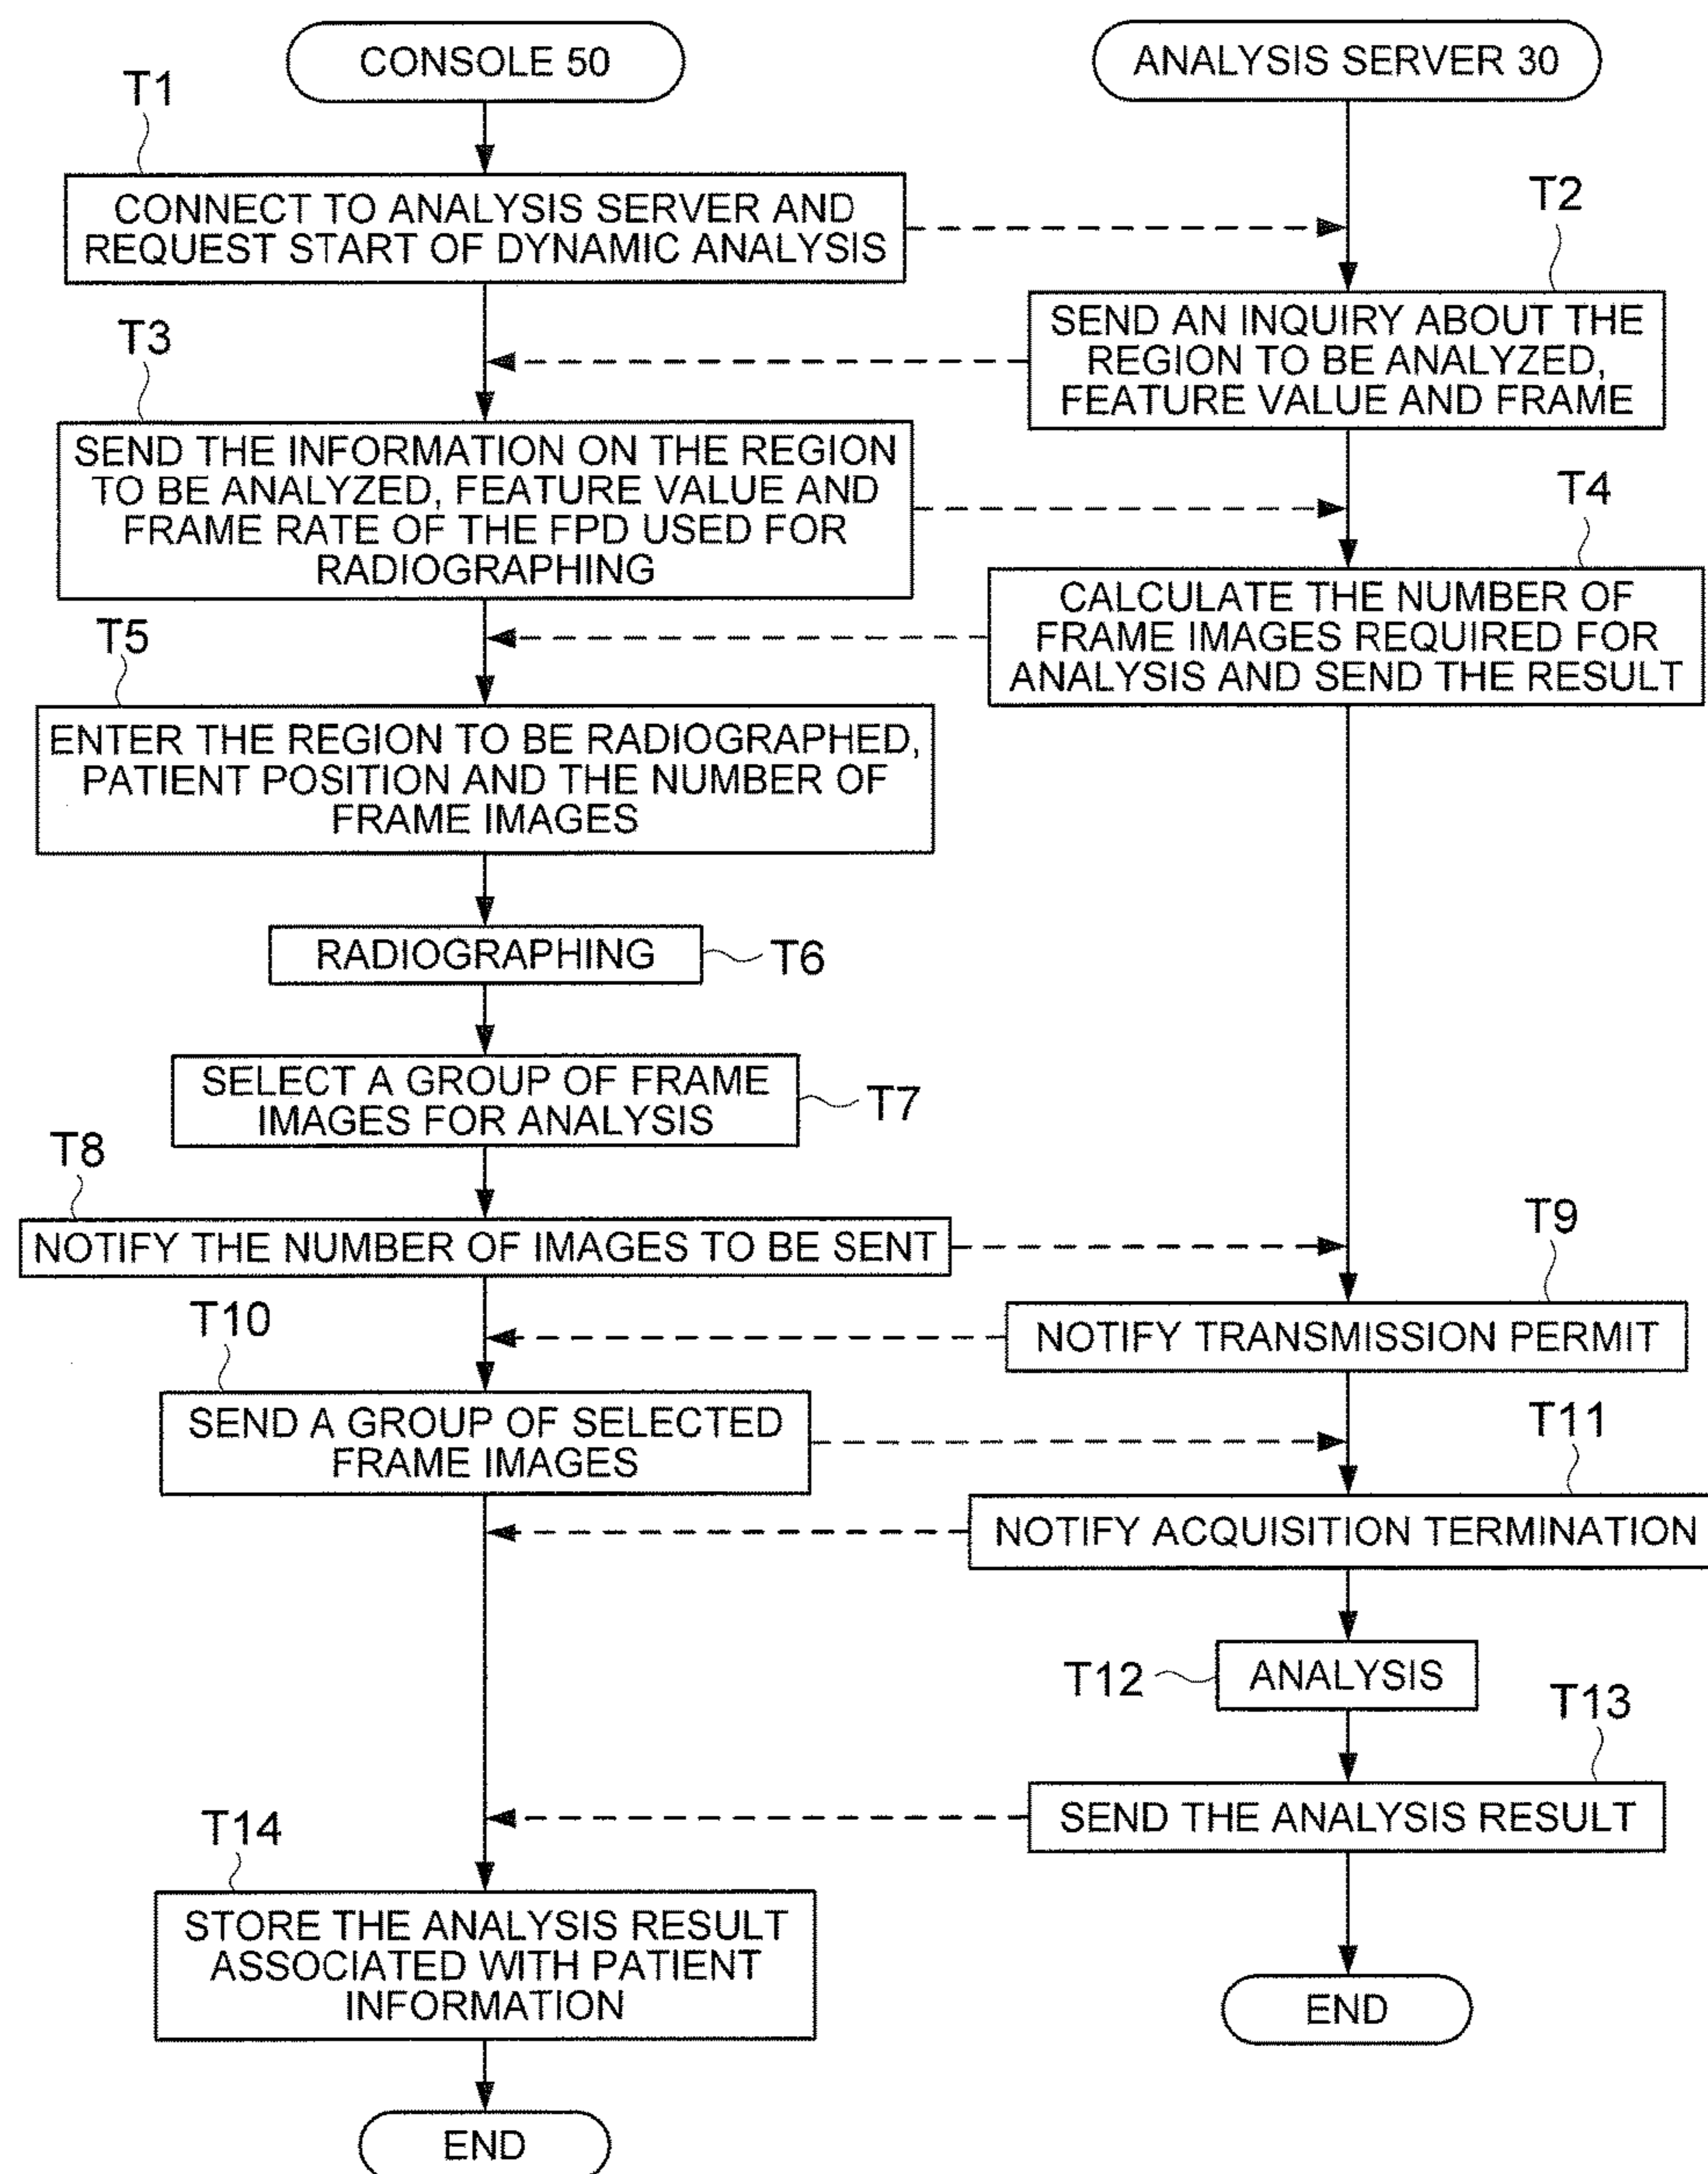 CONSOLE 50
ANALYSIS SERVER 30
T1
CONNECT TO ANALYSIS SERVER AND
REQUEST START OF DYNAMIC ANALYSIS
T2
SEND AN INQUIRY ABOUT THE
REGION TO BE ANALYZED,
FEATURE VALUE AND FRAME
T3
SEND THE INFORMATION ON THE REGION
TO BE ANALYZED, FEATURE VALUE AND
FRAME RATE OF THE FPD USED FOR
RADIOGRAPHING
T4
CALCULATE THE NUMBER OF
FRAME IMAGES REQUIRED FOR
ANALYSIS AND SEND THE RESULT
T5
ENTER THE REGION TO BE RADIOGRAPHED,
PATIENT POSITION AND THE NUMBER OF
FRAME IMAGES
RADIOGRAPHING
T6
SELECT A GROUP OF FRAME
IMAGES FOR ANALYSIS
T7
T8
NOTIFY THE NUMBER OF IMAGES TO BE SENT
T9
NOTIFY TRANSMISSION PERMIT
T10
SEND A GROUP OF SELECTED
FRAME IMAGES
T11
NOTIFY ACQUISITION TERMINATION
T12
ANALYSIS
T13
SEND THE ANALYSIS RESULT
T14
STORE THE ANALYSIS RESULT
ASSOCIATED WITH PATIENT
INFORMATION
END
END